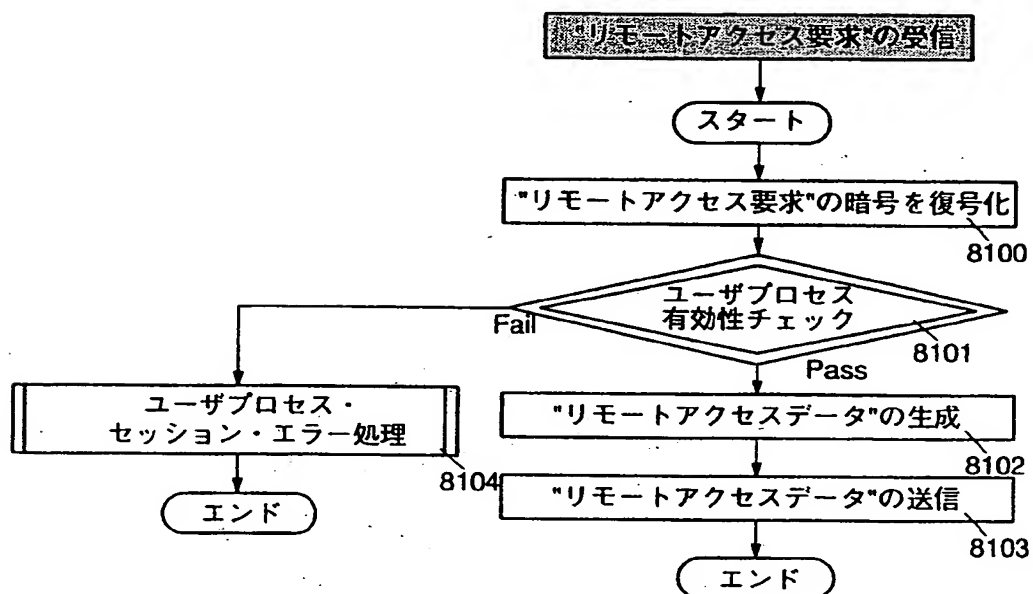 "リモートアクセス要求"の受信
スタート
"リモートアクセス要求"の暗号を復号化
8100
ユーザプロセス
有効性チェック
8101
Fail
Pass
ユーザプロセス・
セッション・エラー処理
8104
エンド
"リモートアクセスデータ"の生成
8102
"リモートアクセスデータ"の送信
8103
エンド